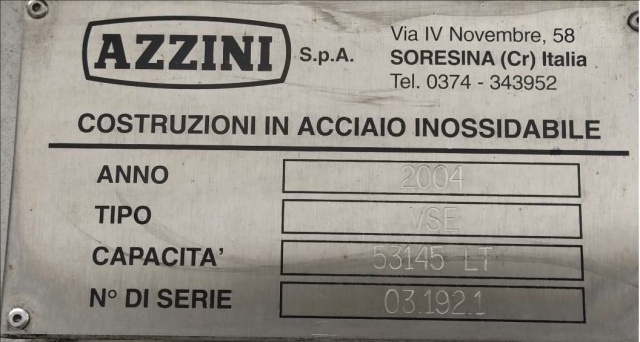 AZZINI S.p.A.
Via IV Novembre, 58
SORESINA (Cr) Italia
Tel. 0374 - 343952
COSTRUZIONI IN ACCIAIO INOSSIDABILE
ANNO 2004
TIPO VSE
CAPACITA' 53145 LT
N° DI SERIE 03.192.1